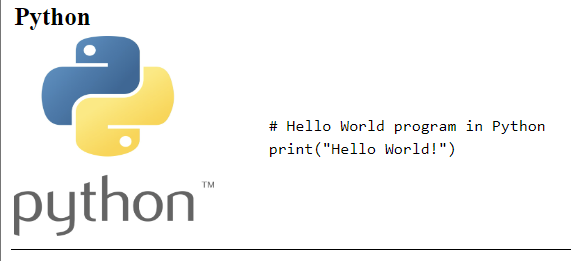 Python
# Hello World program in Python
print("Hello World!")
python™